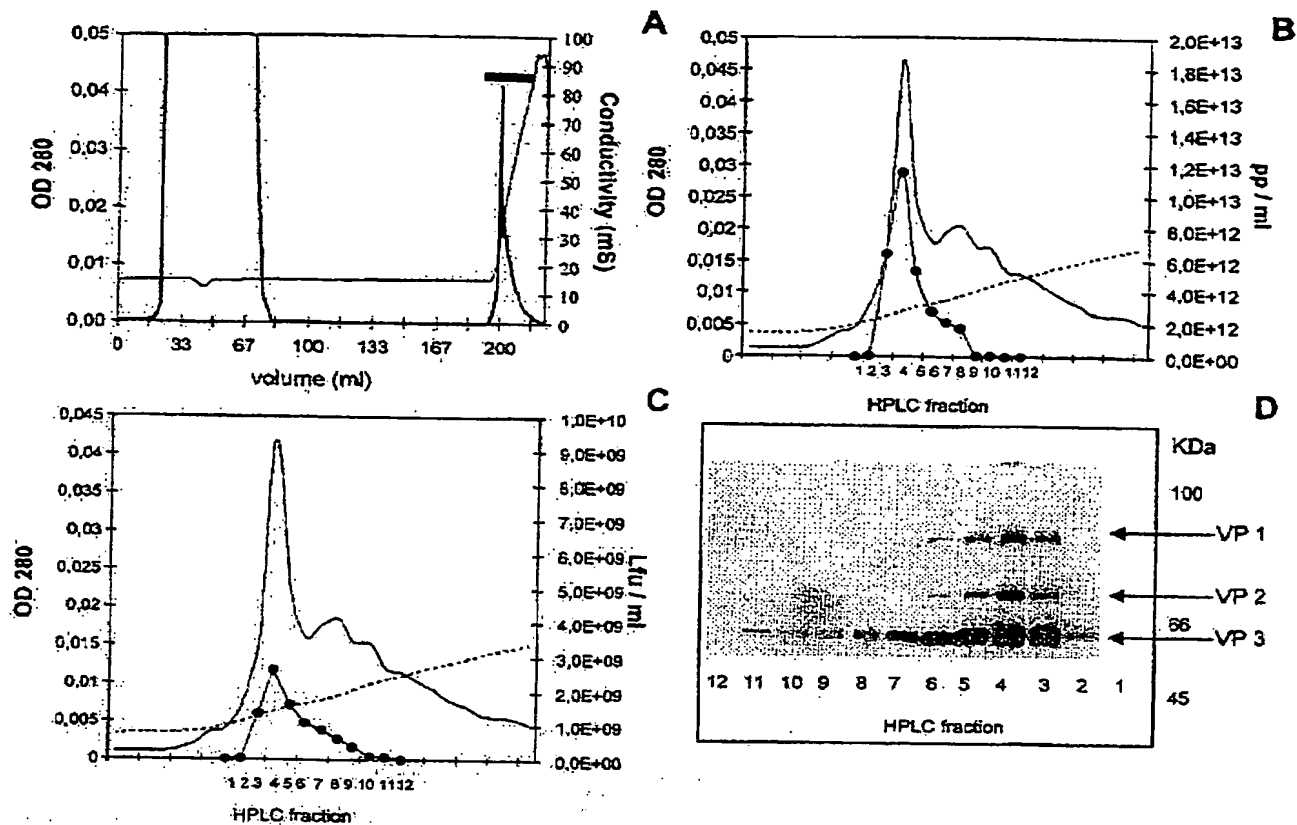 A
0,05
0,04
0,03
0,02
0,01
0,00
OD 280
100
90
80
70
60
50
40
30
20
10
0
Conductivity (mS)
0 33 67 100 133 167 200
volume (ml)
B
0,05
0,045
0,04
0,035
0,03
0,025
0,02
0,015
0,01
0,005
0
OD 280
2,0E+13
1,8E+13
1,6E+13
1,4E+13
1,2E+13
1,0E+13
8,0E+12
6,0E+12
4,0E+12
2,0E+12
0,0E+00
pp / ml
1 2 3 4 5 6 7 8 9 10 11 12
HPLC fraction
C
0,045
0,04
0,035
0,03
0,025
0,02
0,015
0,01
0,005
0
OD 280
1,0E+10
9,0E+09
8,0E+09
7,0E+09
6,0E+09
5,0E+09
4,0E+09
3,0E+09
2,0E+09
1,0E+09
0,0E+00
Lfu / ml
1 2 3 4 5 6 7 8 9 10 11 12
HPLC fraction
D
KDa
100
VP 1
VP 2
66
VP 3
45
12 11 10 9 8 7 6 5 4 3 2 1
HPLC fraction